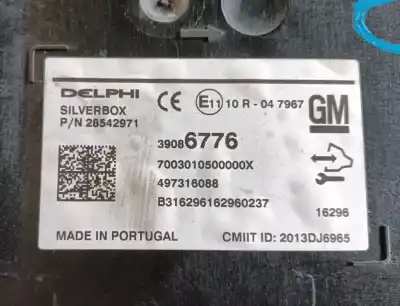 DELPHI
SILVERBOX
P/N 28542971
CE E11 10 R - 04 7967
GM
39086776
7003010500000X
497316088
B316296162960237
16296
MADE IN PORTUGAL
CMIIT ID: 2013DJ6965